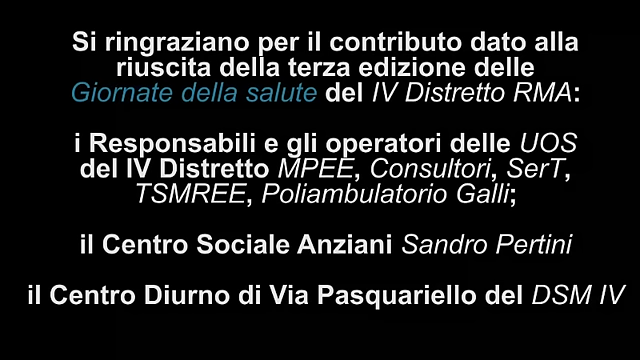 Si ringraziano per il contributo dato alla
riuscita della terza edizione delle
Giornate della salute del IV Distretto RMA:
i Responsabili e gli operatori delle UOS
del IV Distretto MPEE, Consultori, SerT,
TSMREE, Poliambulatorio Galli;
il Centro Sociale Anziani Sandro Pertini
il Centro Diurno di Via Pasquariello del DSM IV